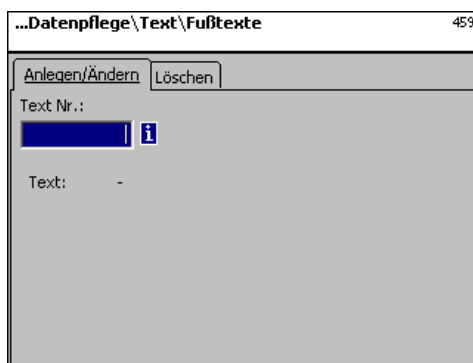 ...Datenpflege\Text\Fußtexte 459
Anlegen/Ändern Löschen
Text Nr.:
i
Text: -